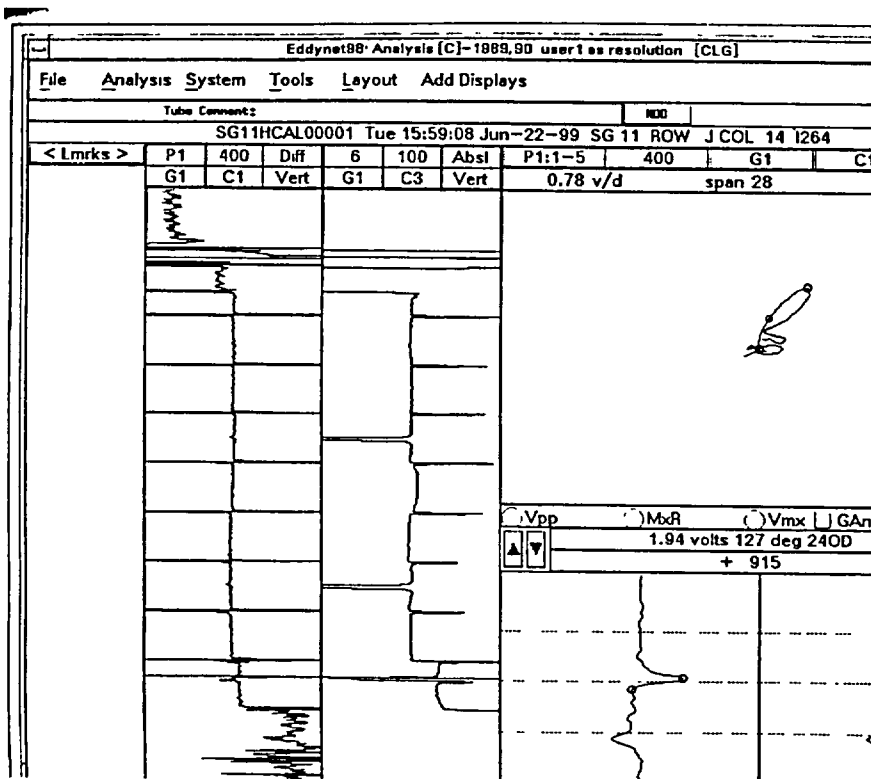 Eddynet98· Analysis [C]-1989,90 user1 as resolution [CLG]
File Analysis System Tools Layout Add Displays
Tube Comment:
NDD
SG11HCAL00001 Tue 15:59:08 Jun-22-99 SG 11 ROW J COL 14 I264
< Lmrks > P1 400 Diff 6 100 Absl P1:1-5 400 G1 C1
G1 C1 Vert G1 C3 Vert 0.78 v/d span 28
Vpp MxR Vmx GAn
1.94 volts 127 deg 24OD
+ 915